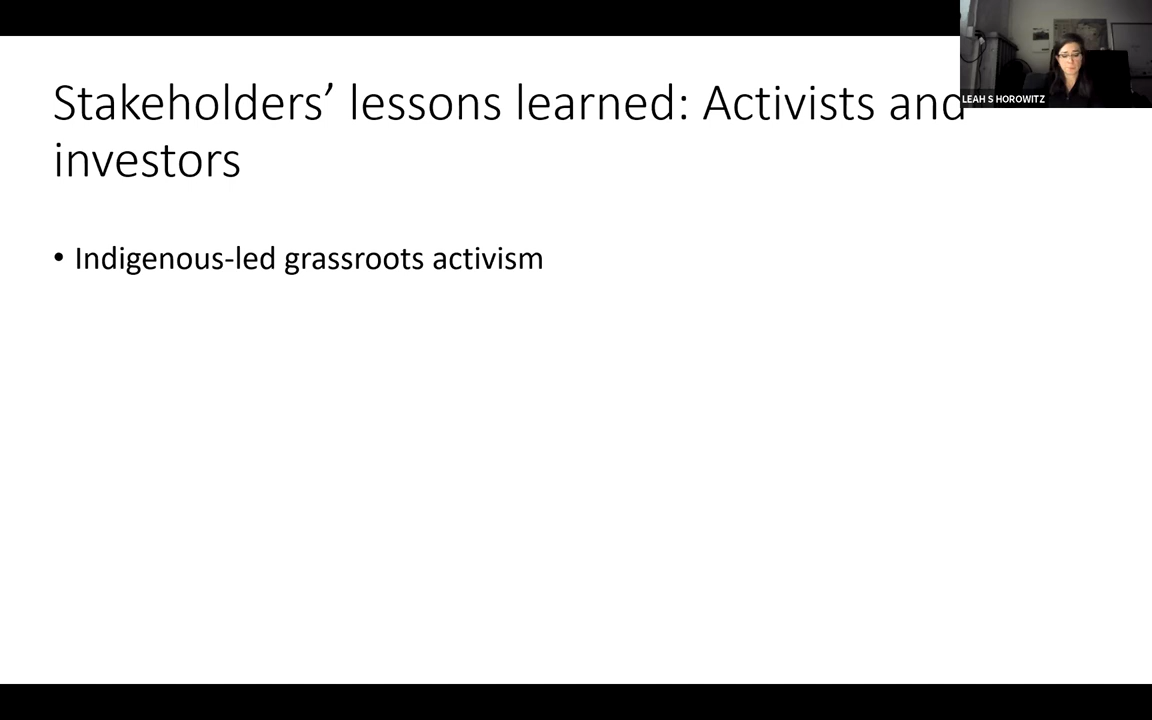 LEAH S HOROWITZ
Stakeholders’ lessons learned: Activists and
investors
• Indigenous-led grassroots activism